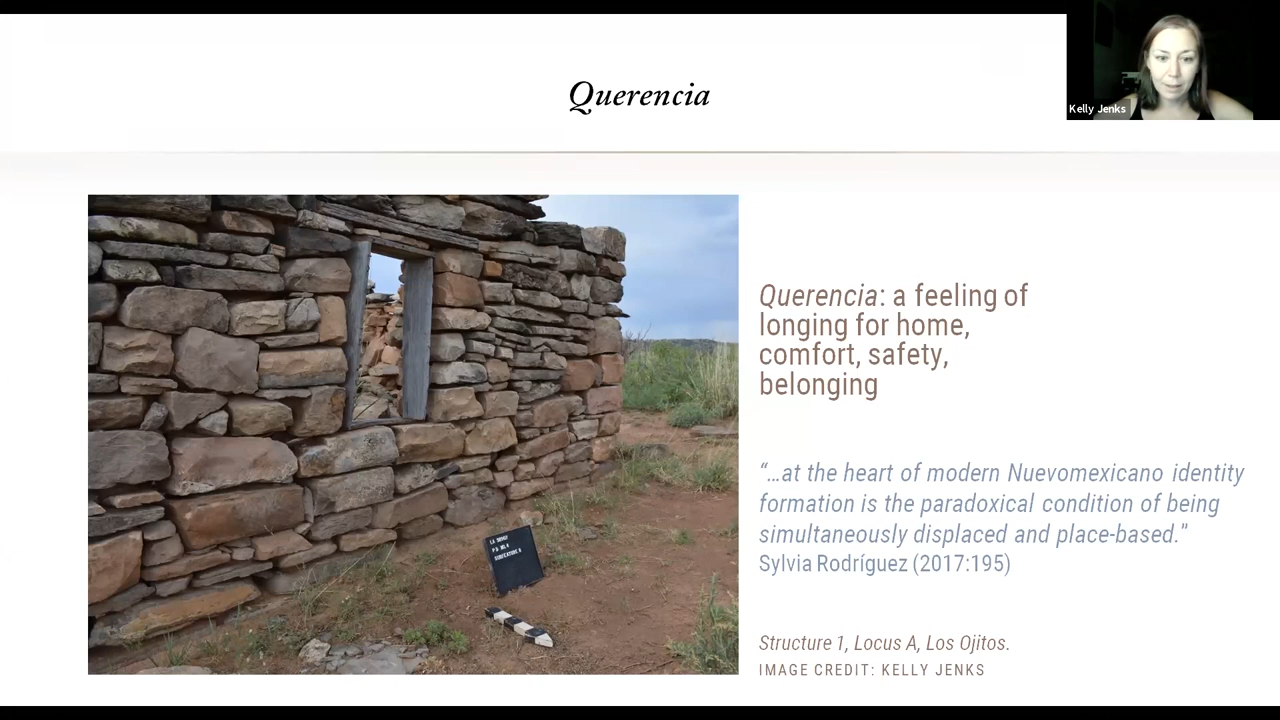 Querencia
Kelly Jenks
Querencia: a feeling of
longing for home,
comfort, safety,
belonging
“…at the heart of modern Nuevomexicano identity
formation is the paradoxical condition of being
simultaneously displaced and place-based."
Sylvia Rodríguez (2017:195)
Structure 1, Locus A, Los Ojitos.
IMAGE CREDIT: KELLY JENKS